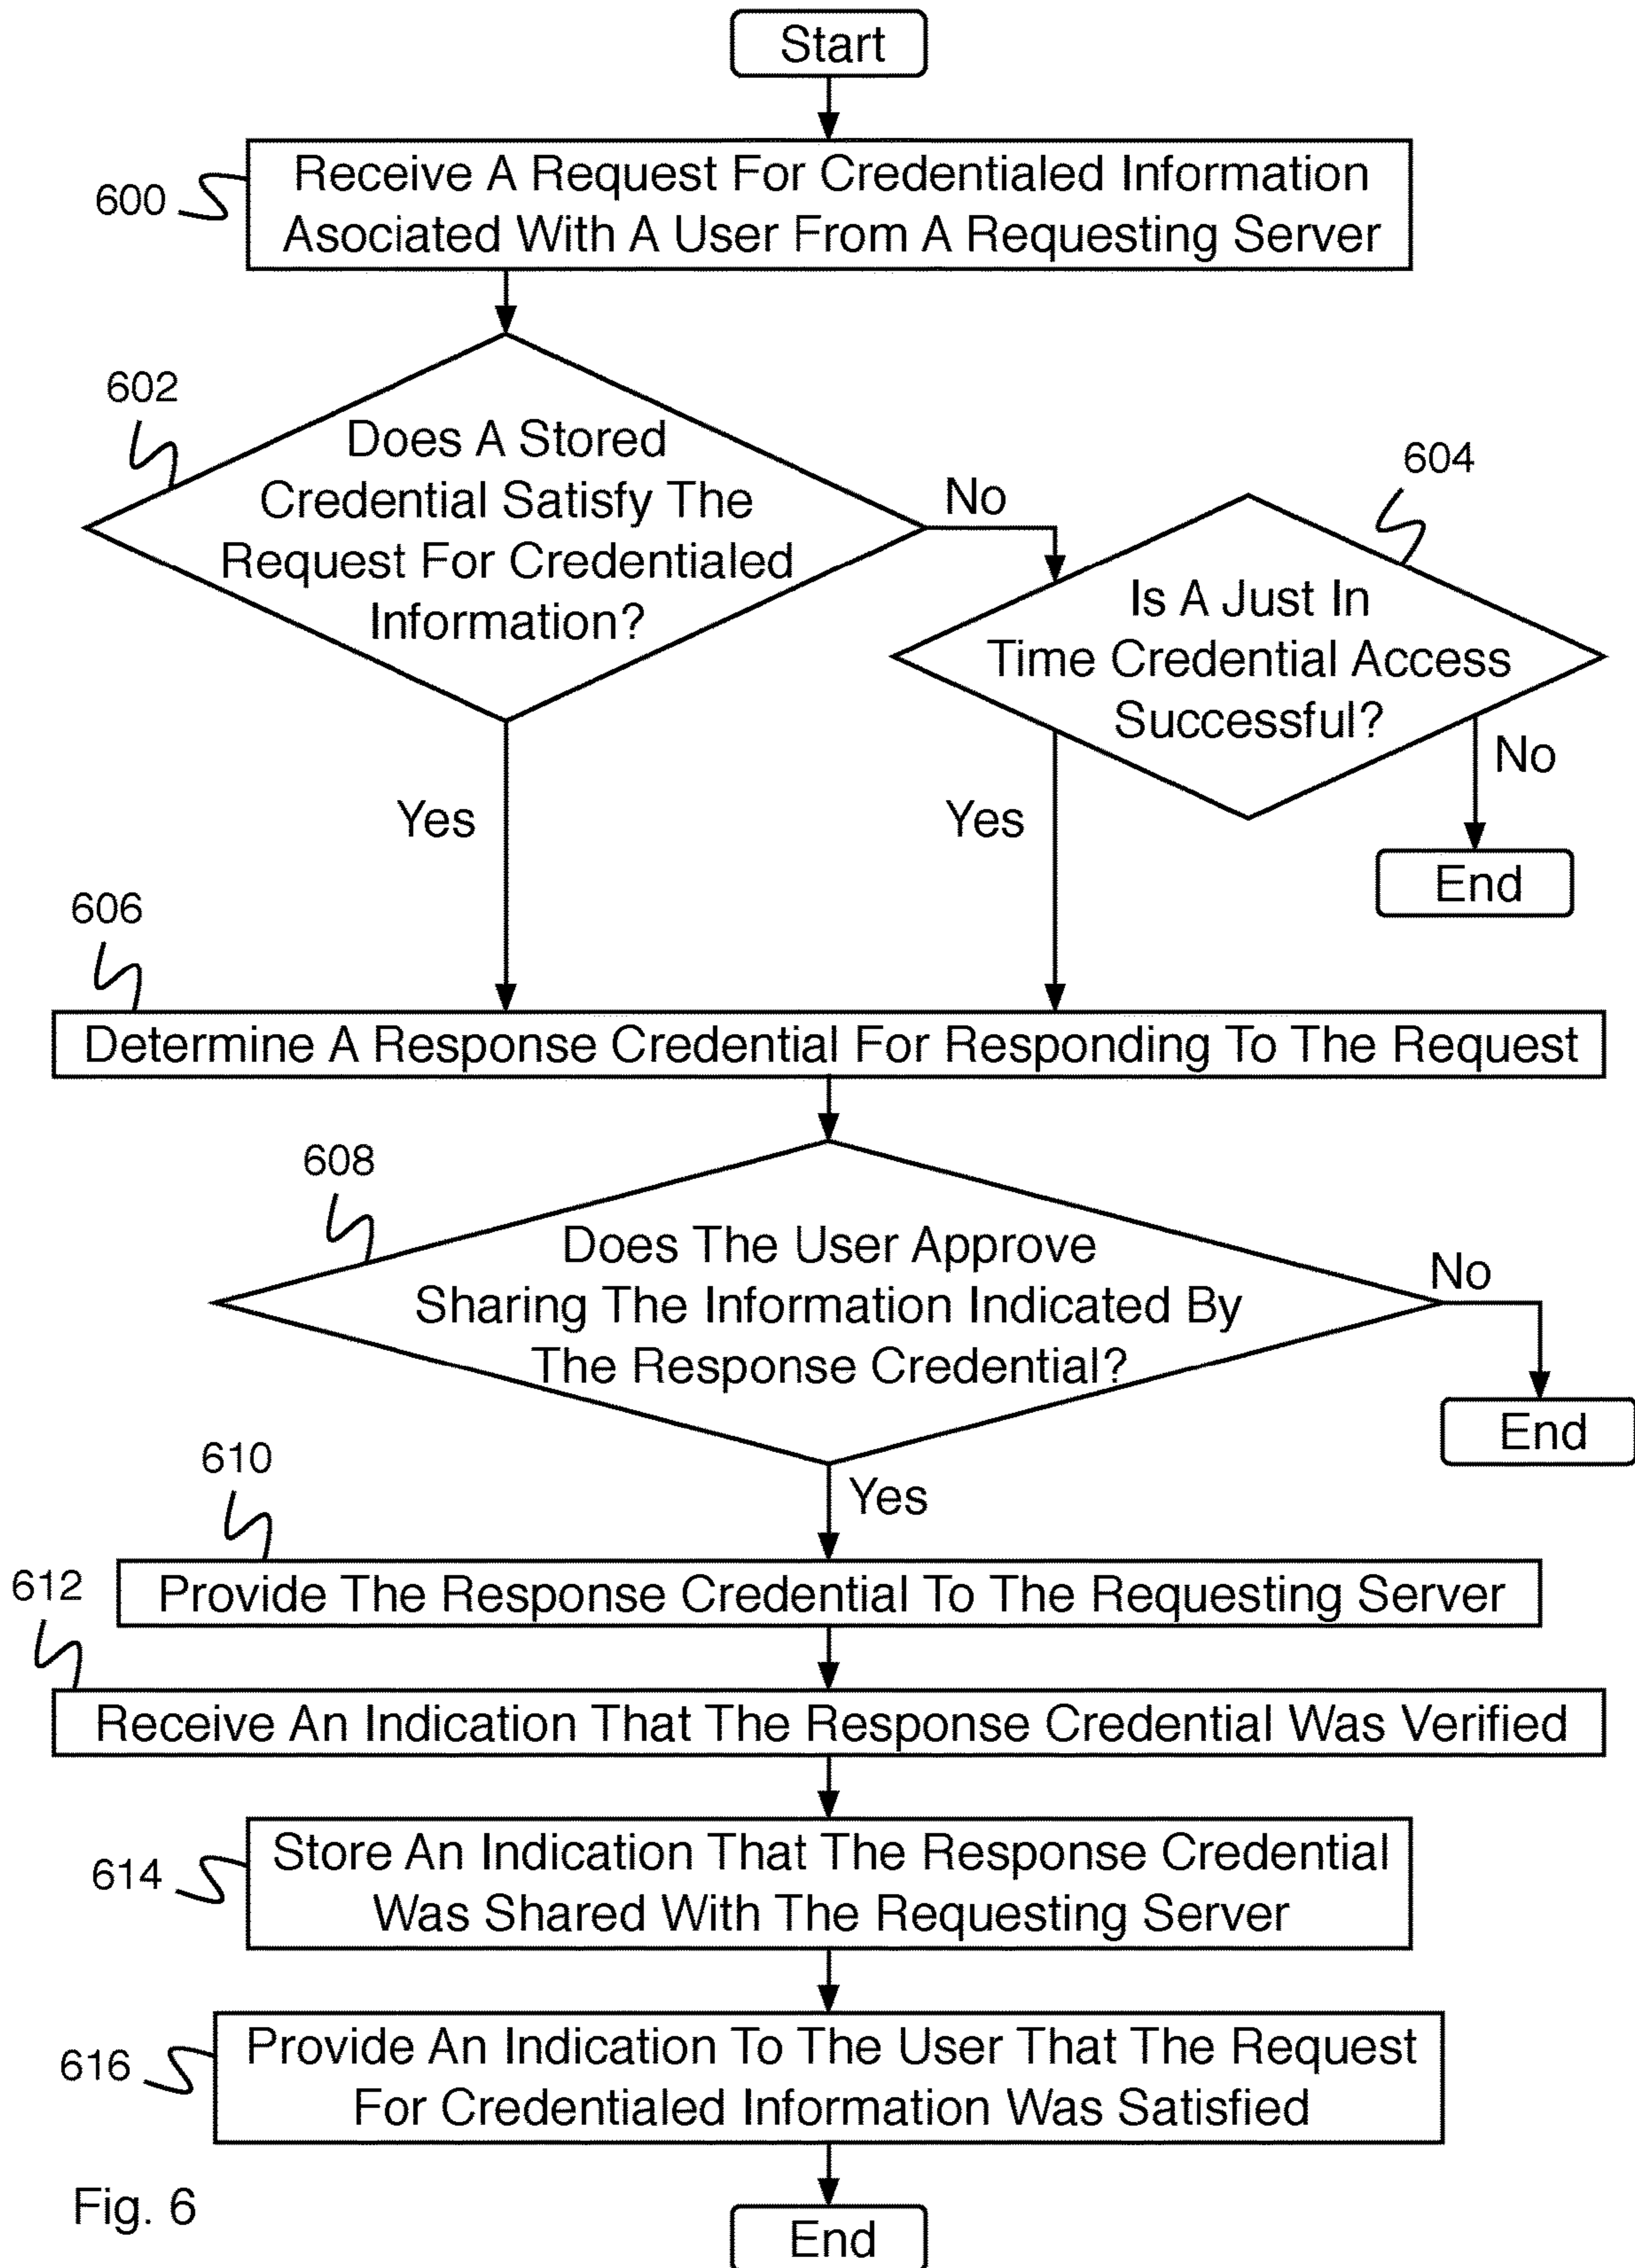 Start
600
Receive A Request For Credentialed Information
Asociated With A User From A Requesting Server
602
Does A Stored
Credential Satisfy The
Request For Credentialed
Information?
No
604
Is A Just In
Time Credential Access
Successful?
No
Yes
Yes
End
606
Determine A Response Credential For Responding To The Request
608
Does The User Approve
Sharing The Information Indicated By
The Response Credential?
No
End
Yes
610
Provide The Response Credential To The Requesting Server
612
Receive An Indication That The Response Credential Was Verified
614
Store An Indication That The Response Credential
Was Shared With The Requesting Server
616
Provide An Indication To The User That The Request
For Credentialed Information Was Satisfied
End
Fig. 6